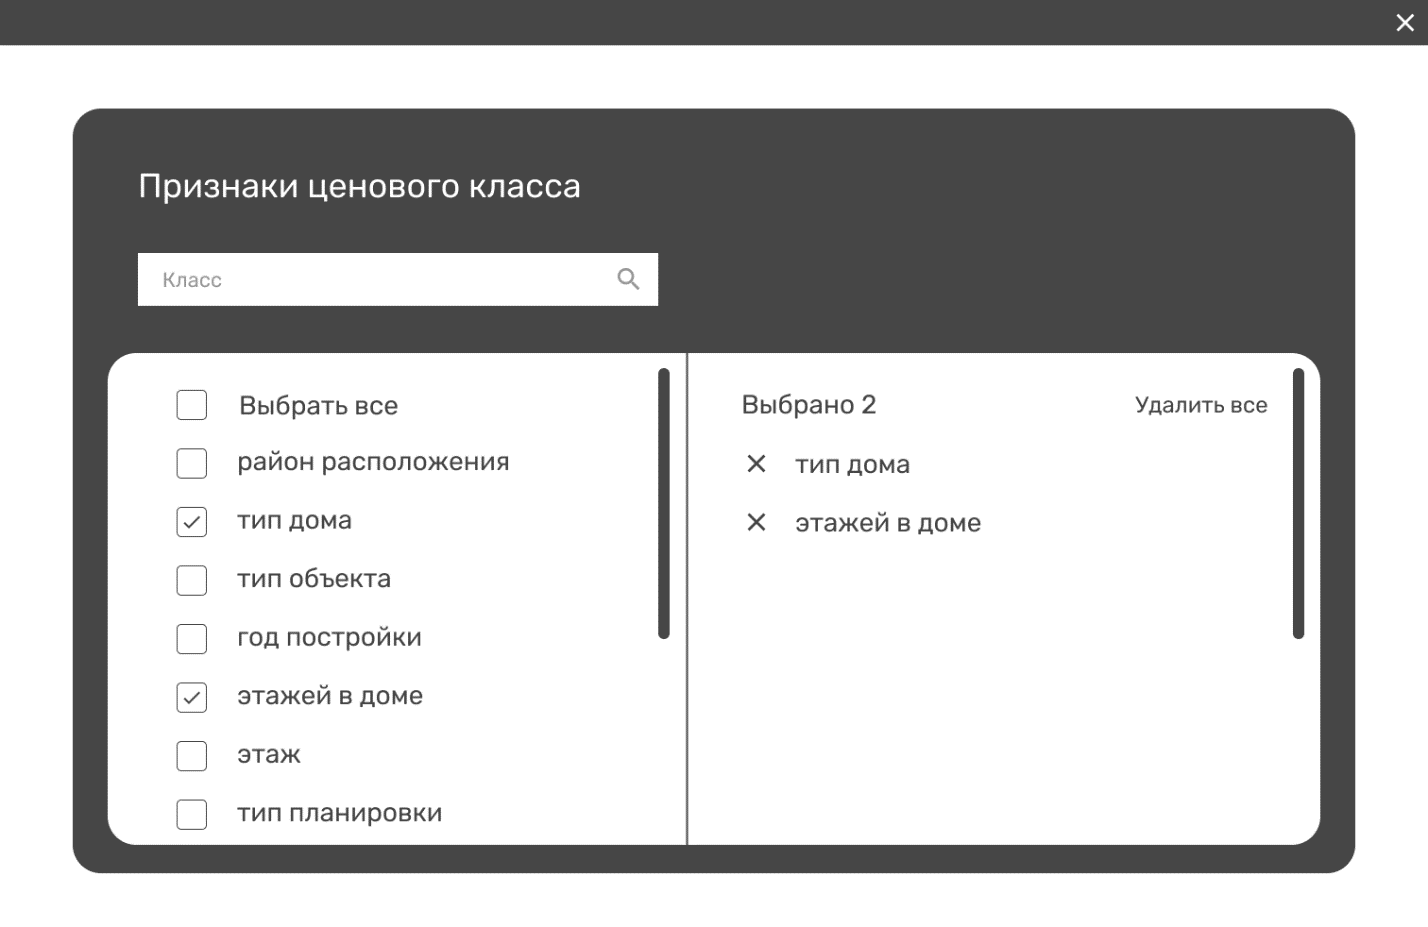 Признаки ценового класса
Класс
Выбрать все
район расположения
тип дома
тип объекта
год постройки
этажей в доме
этаж
тип планировки
Выбрано 2
Удалить все
тип дома
этажей в доме